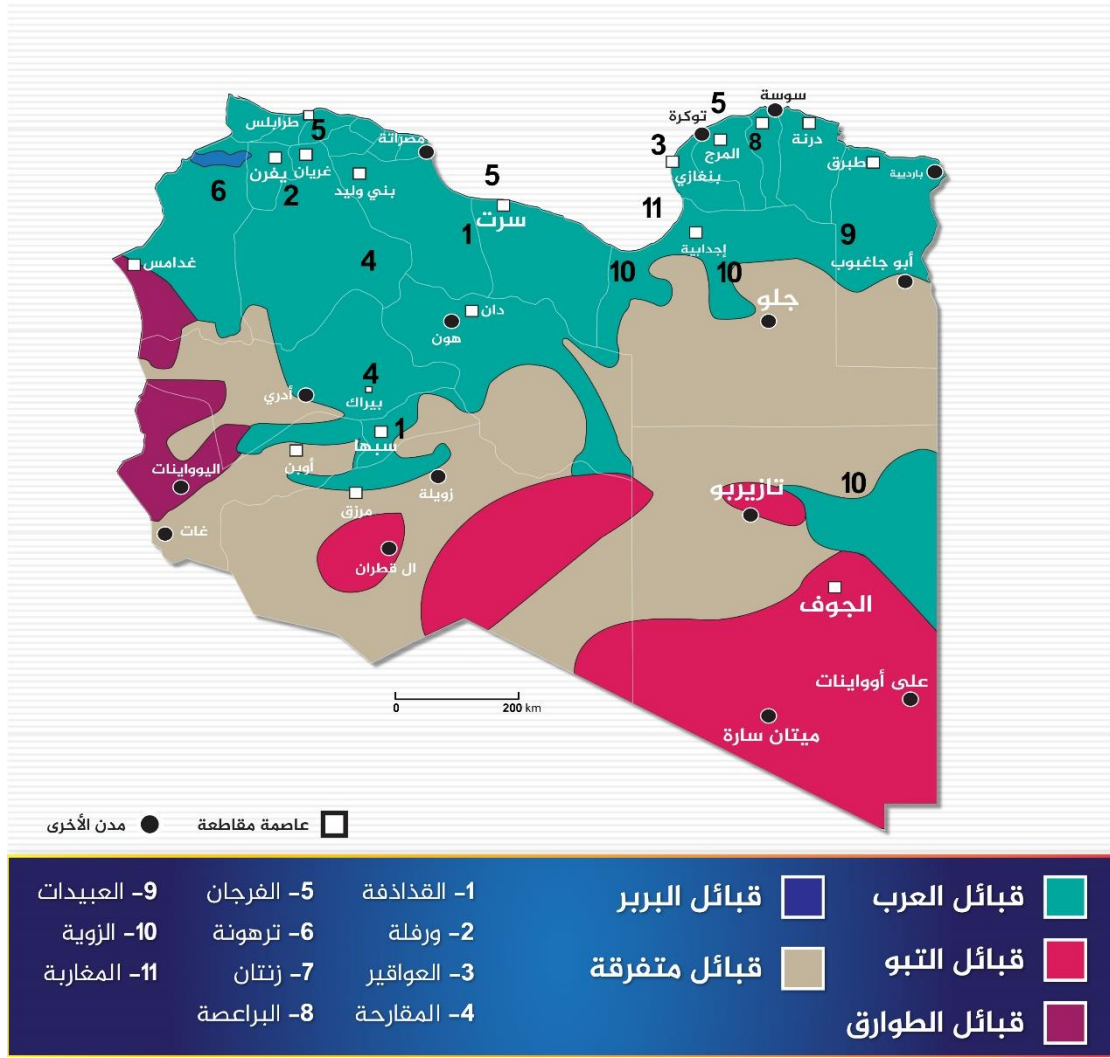 سوسة
5
توكرة
طرابلس
5
مصراتة
3
المرج
8
درنة
بنغازي
طبرق
بارديية
6
يفرن
غريان
2
بني وليد
5
سرت
11
1
9
إجدابية
أبو جاغبوب
غدامس
4
10
10
جلو
دان
هون
4
أدري
بيراك
1
سبها
أوبن
زويلة
اليوواينات
مرزق
10
تازيربو
غات
ال قطران
الجوف
على أوواينات
ميتان سارة
0 200 km
عاصمة مقاطعة
مدن الأخرى
قبائل العرب
قبائل التبو
قبائل الطوارق
قبائل البربر
قبائل متفرقة
1- القذاذفة
2- ورفلة
3- العواقير
4- المقارحة
5- الفرجان
6- ترهونة
7- زنتان
8- البراعصة
9- العبيدات
10- الزوية
11- المغاربة